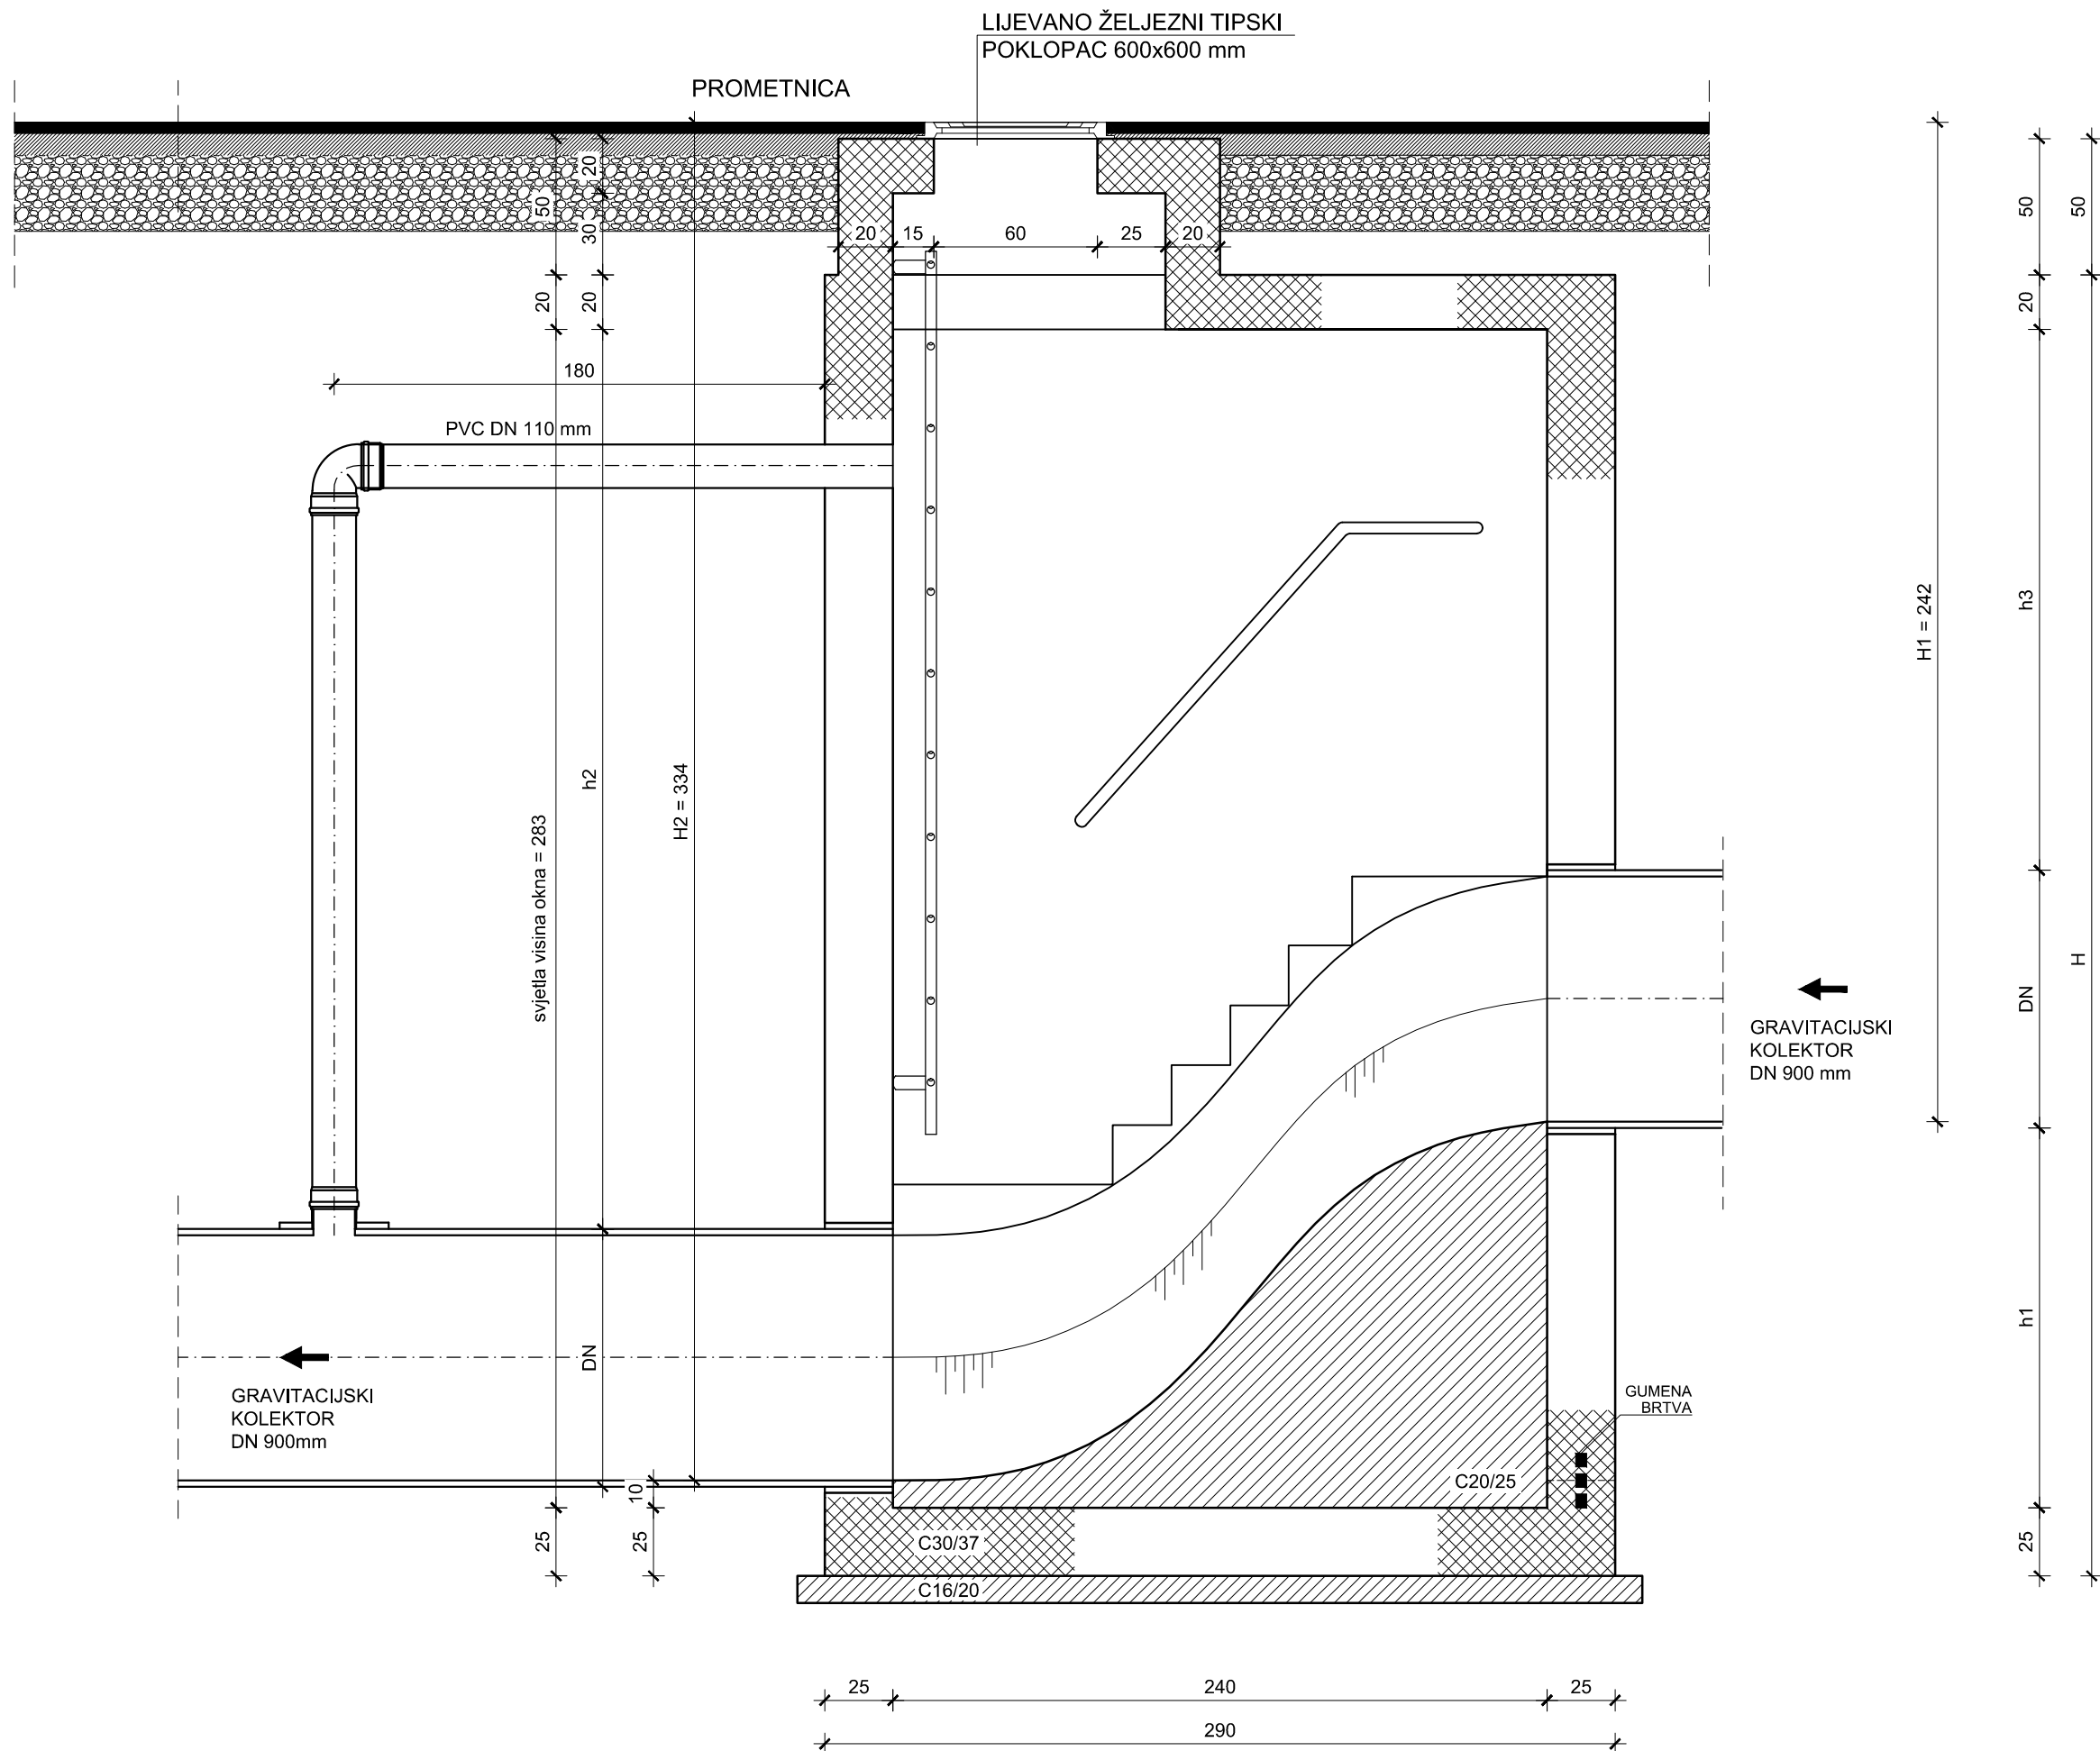 LIJEVANO ŽELJEZNI TIPSKI
POKLOPAC 600x600 mm
PROMETNICA
20
50
30
20
20
20
15
60
25
20
50
50
20
180
PVC DN 110 mm
H1 = 242
h3
h2
H2 = 334
svjetla visina okna = 283
H
DN
GRAVITACIJSKI
KOLEKTOR
DN 900 mm
h1
DN
GRAVITACIJSKI
KOLEKTOR
DN 900mm
GUMENA
BRTVA
C20/25
10
25
25
25
C30/37
C16/20
25
240
25
290